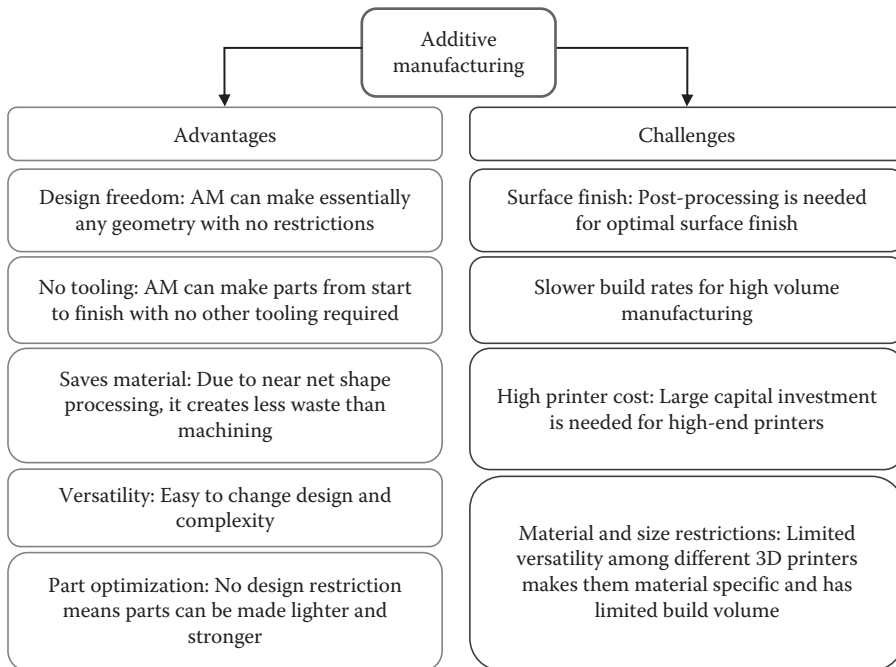 Additive
manufacturing
Advantages
Design freedom: AM can make essentially
any geometry with no restrictions
No tooling: AM can make parts from start
to finish with no other tooling required
Saves material: Due to near net shape
processing, it creates less waste than
machining
Versatility: Easy to change design and
complexity
Part optimization: No design restriction
means parts can be made lighter and
stronger
Challenges
Surface finish: Post-processing is needed
for optimal surface finish
Slower build rates for high volume
manufacturing
High printer cost: Large capital investment
is needed for high-end printers
Material and size restrictions: Limited
versatility among different 3D printers
makes them material specific and has
limited build volume